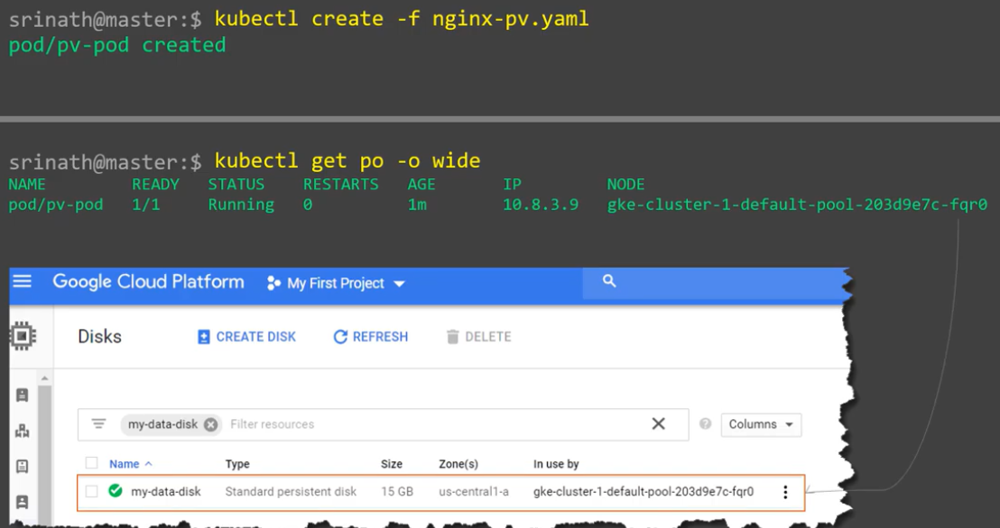 srinath@master:$ kubectl create -f nginx-pv.yaml
pod/pv-pod created
srinath@master:$ kubectl get po -o wide
NAME READY STATUS RESTARTS AGE IP NODE
pod/pv-pod 1/1 Running 0 1m 10.8.3.9 gke-cluster-1-default-pool-203d9e7c-fqr0
Google Cloud Platform My First Project
Disks CREATE DISK REFRESH DELETE
my-data-disk Filter resources Columns
Name Type Size Zone(s) In use by
my-data-disk Standard persistent disk 15 GB us-central1-a gke-cluster-1-default-pool-203d9e7c-fqr0